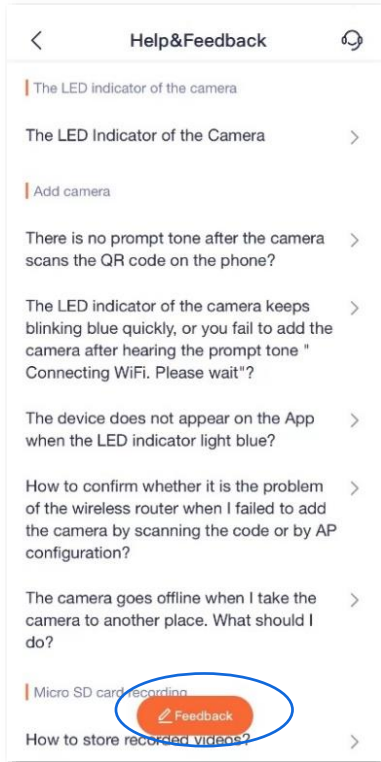 Help&Feedback
The LED indicator of the camera
The LED Indicator of the Camera
Add camera
There is no prompt tone after the camera
scans the QR code on the phone?
The LED indicator of the camera keeps
blinking blue quickly, or you fail to add the
camera after hearing the prompt tone "
Connecting WiFi. Please wait"?
The device does not appear on the App
when the LED indicator light blue?
How to confirm whether it is the problem
of the wireless router when I failed to add
the camera by scanning the code or by AP
configuration?
The camera goes offline when I take the
camera to another place. What should I
do?
Micro SD card recording
Feedback
How to store recorded videos?